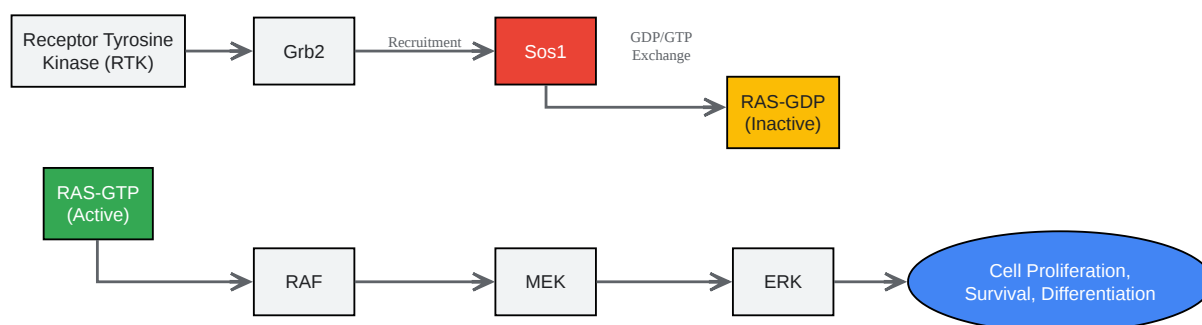 Receptor Tyrosine
Kinase (RTK)
Grb2
Recruitment
Sos1
GDP/GTP
Exchange
RAS-GDP
(Inactive)
RAS-GTP
(Active)
RAF
MEK
ERK
Cell Proliferation,
Survival, Differentiation